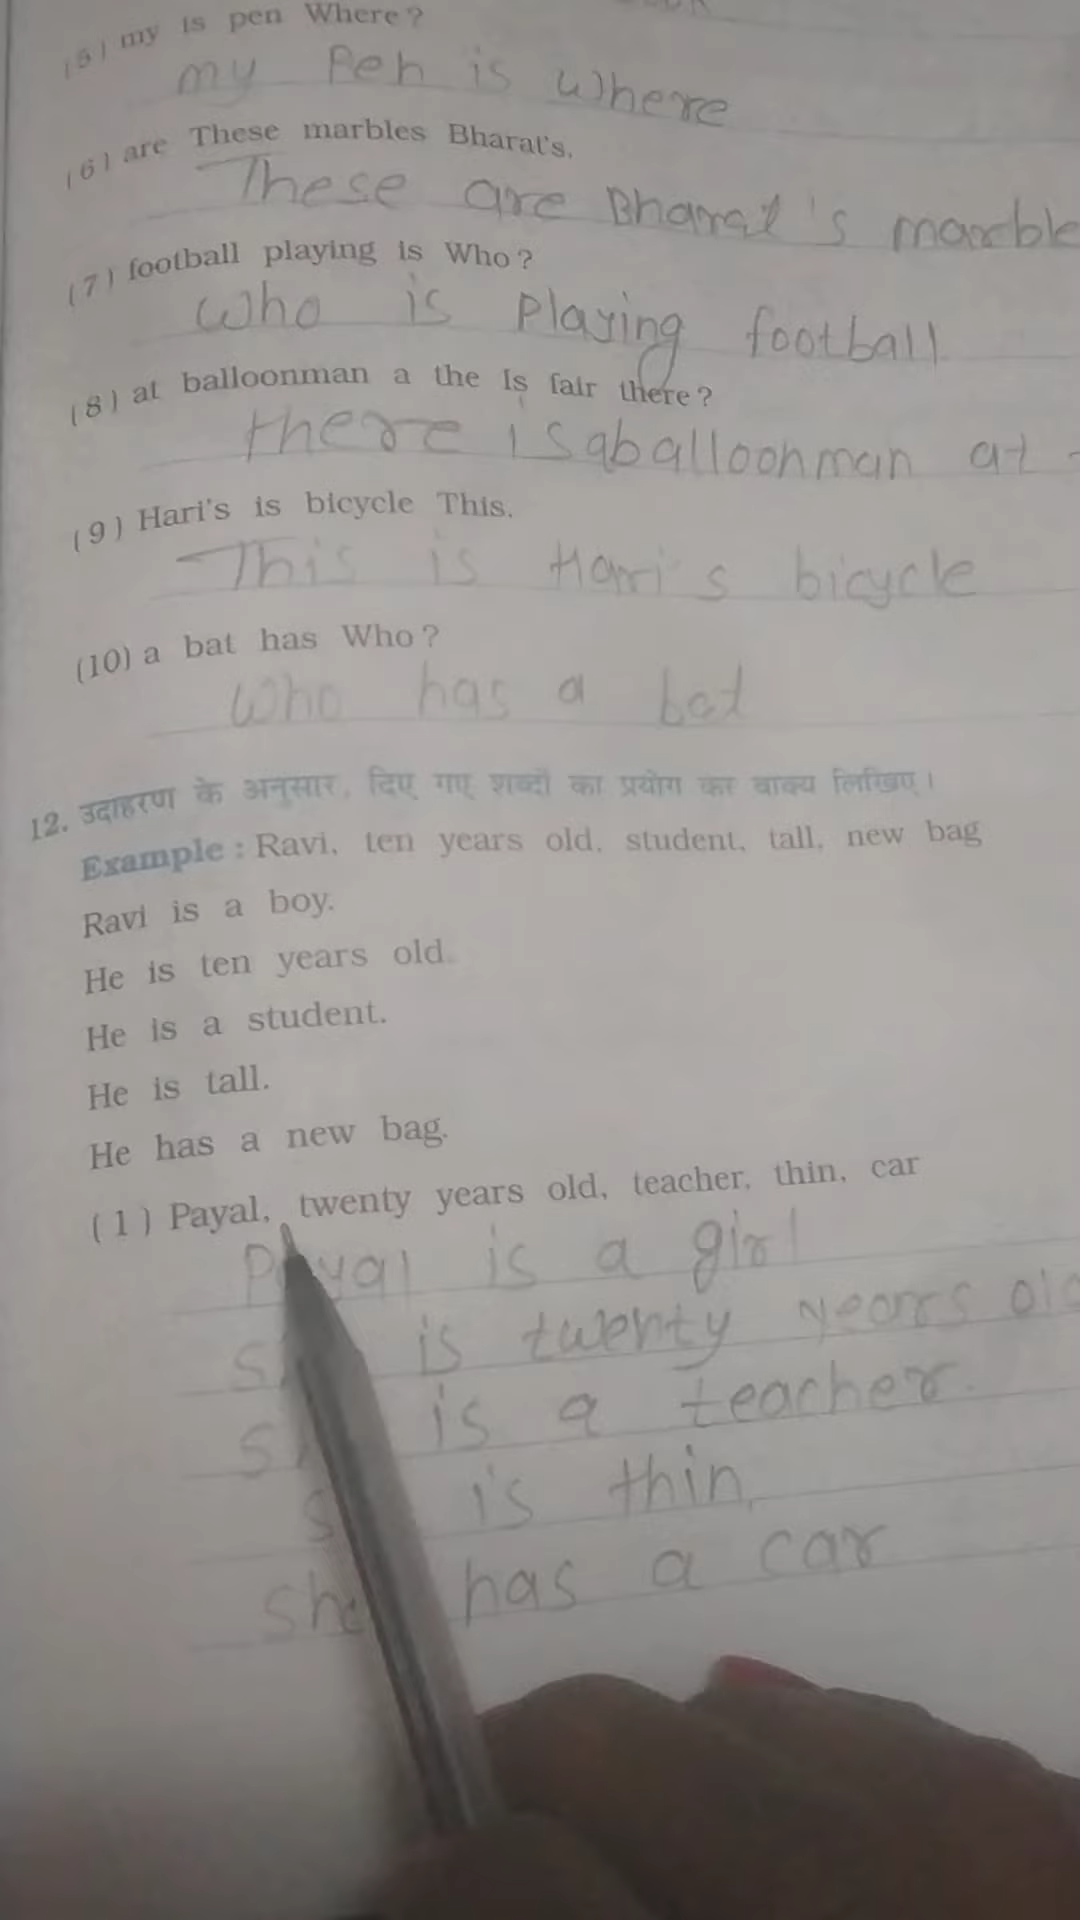 (5) my is pen Where?
my Pen is where
(6) are These marbles Bharat's.
These are Bharat's marble
(7) football playing is Who?
Who is Playing football
(8) at balloonman a the Is fair there?
there is a balloonman at
(9) Hari's is bicycle This.
This is Hari's bicycle
(10) a bat has Who?
Who has a bat
12. उदाहरण के अनुसार, दिए गए शब्दों का प्रयोग कर वाक्य लिखिए।
Example : Ravi, ten years old, student, tall, new bag
Ravi is a boy.
He is ten years old.
He is a student.
He is tall.
He has a new bag.
(1) Payal, twenty years old, teacher, thin, car
Payal is a girl
is twenty years old
is a teacher.
is thin.
She has a car